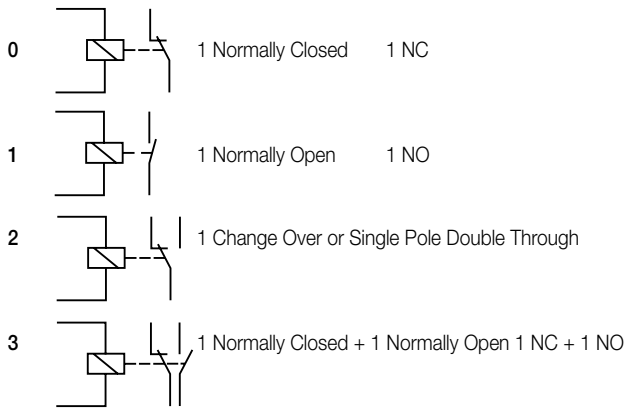 0 1 Normally Closed 1 NC
1 1 Normally Open 1 NO
2 1 Change Over or Single Pole Double Through
3 1 Normally Closed + 1 Normally Open 1 NC + 1 NO